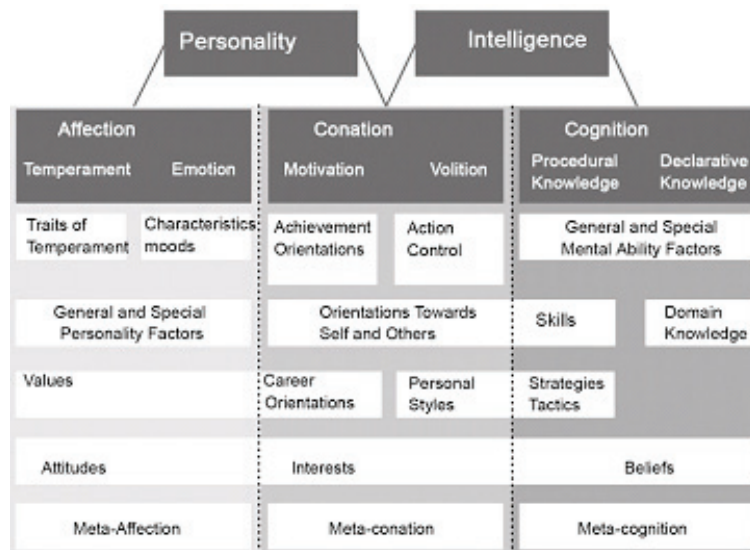 Personality
Intelligence
Affection
Conation
Cognition
Temperament
Emotion
Motivation
Volition
Procedural
Knowledge
Declarative
Knowledge
Traits of
Temperament
Characteristics
moods
Achievement
Orientations
Action
Control
General and Special
Mental Ability Factors
General and Special
Personality Factors
Orientations Towards
Self and Others
Skills
Domain
Knowledge
Values
Career
Orientations
Personal
Styles
Strategies
Tactics
Attitudes
Interests
Beliefs
Meta-Affection
Meta-conation
Meta-cognition